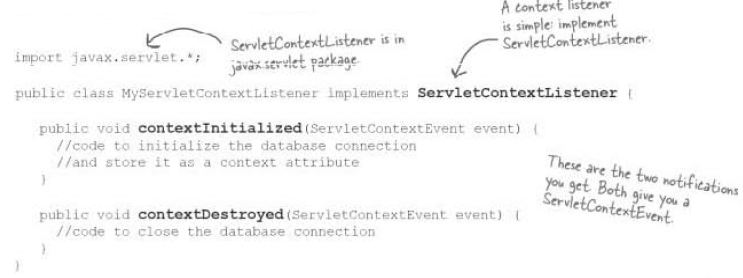 A context listener
is simple: implement
ServletContextListener.
ServletContextListener is in
javax.servlet package.
import javax.servlet.*;
public class MyServletContextListener implements ServletContextListener {
public void contextInitialized(ServletContextEvent event) {
//code to initialize the database connection
//and store it as a context attribute
}
These are the two notifications
you get. Both give you a
ServletContextEvent.
public void contextDestroyed(ServletContextEvent event) {
//code to close the database connection
}
}